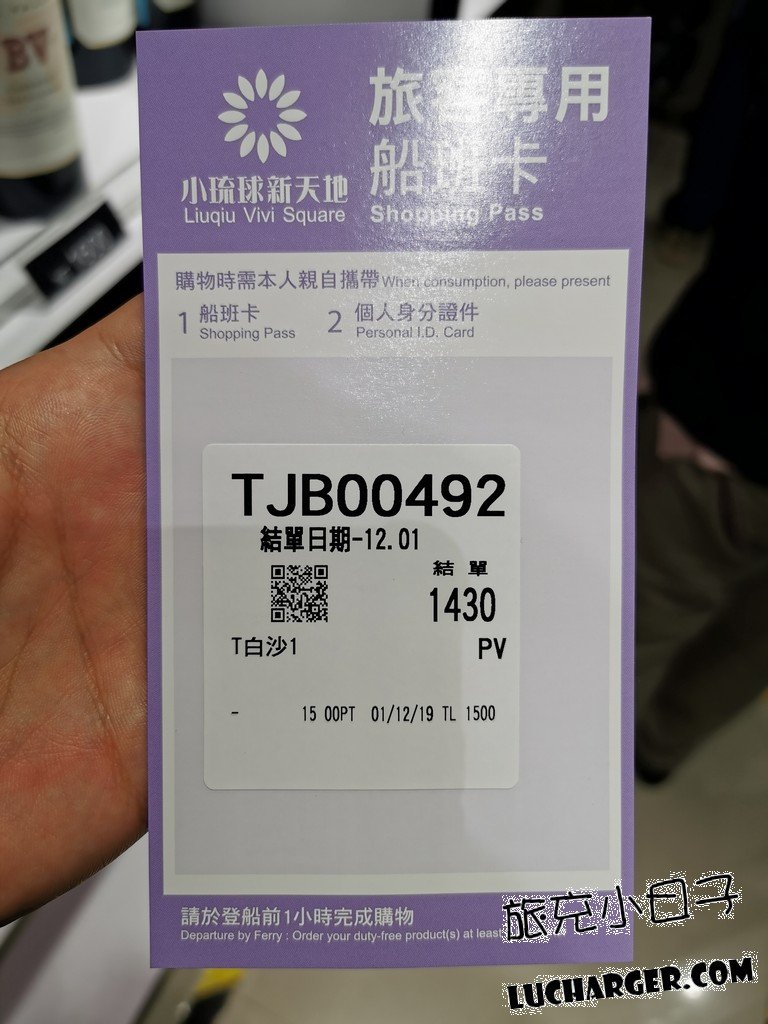 BV
旅客專用
船班卡
Shopping Pass
小琉球新天地
Liuqiu Vivi Square
購物時需本人親自攜帶 When consumption, please present
1 船班卡 Shopping Pass
2 個人身分證件 Personal I.D. Card
TJB00492
結單日期-12.01
結 單
1430
T白沙1
PV
- 15 00PT 01/12/19 TL 1500
請於登船前1小時完成購物
Departure by Ferry : Order your duty-free product(s) at least
旅充小日子
LUCHARGER.COM